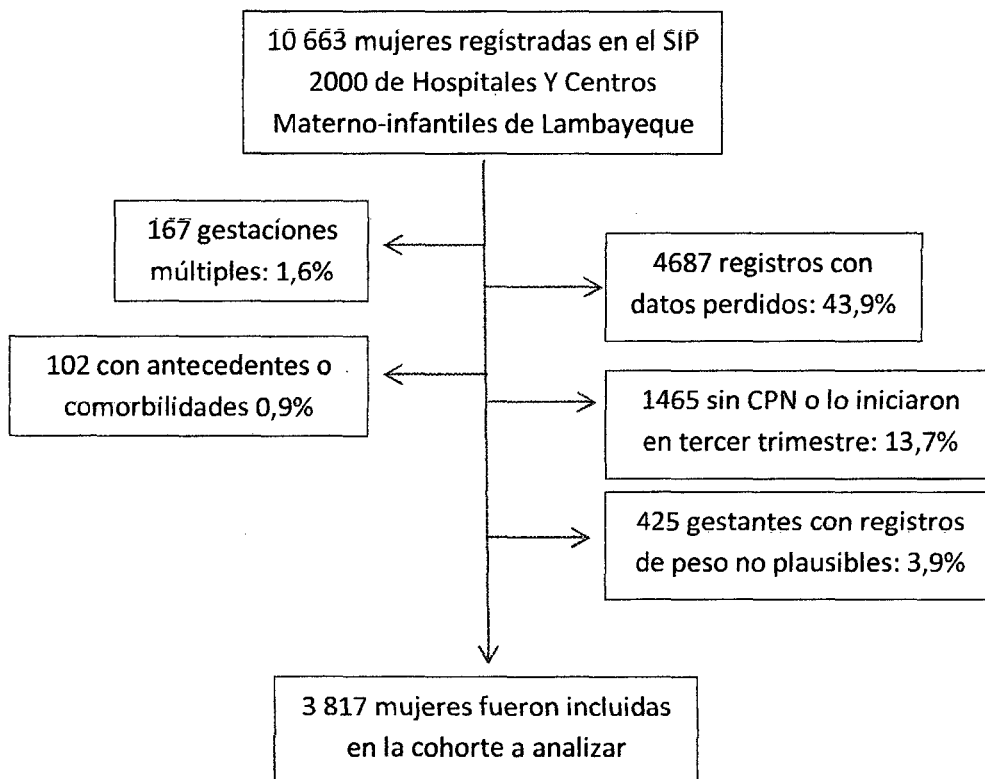 10 663 mujeres registradas en el SIP
2000 de Hospitales Y Centros
Materno-infantiles de Lambayeque
167 gestaciones
múltiples: 1,6%
4687 registros con
datos perdidos: 43,9%
102 con antecedentes o
comorbilidades 0,9%
1465 sin CPN o lo iniciaron
en tercer trimestre: 13,7%
425 gestantes con registros
de peso no plausibles: 3,9%
3 817 mujeres fueron incluidas
en la cohorte a analizar